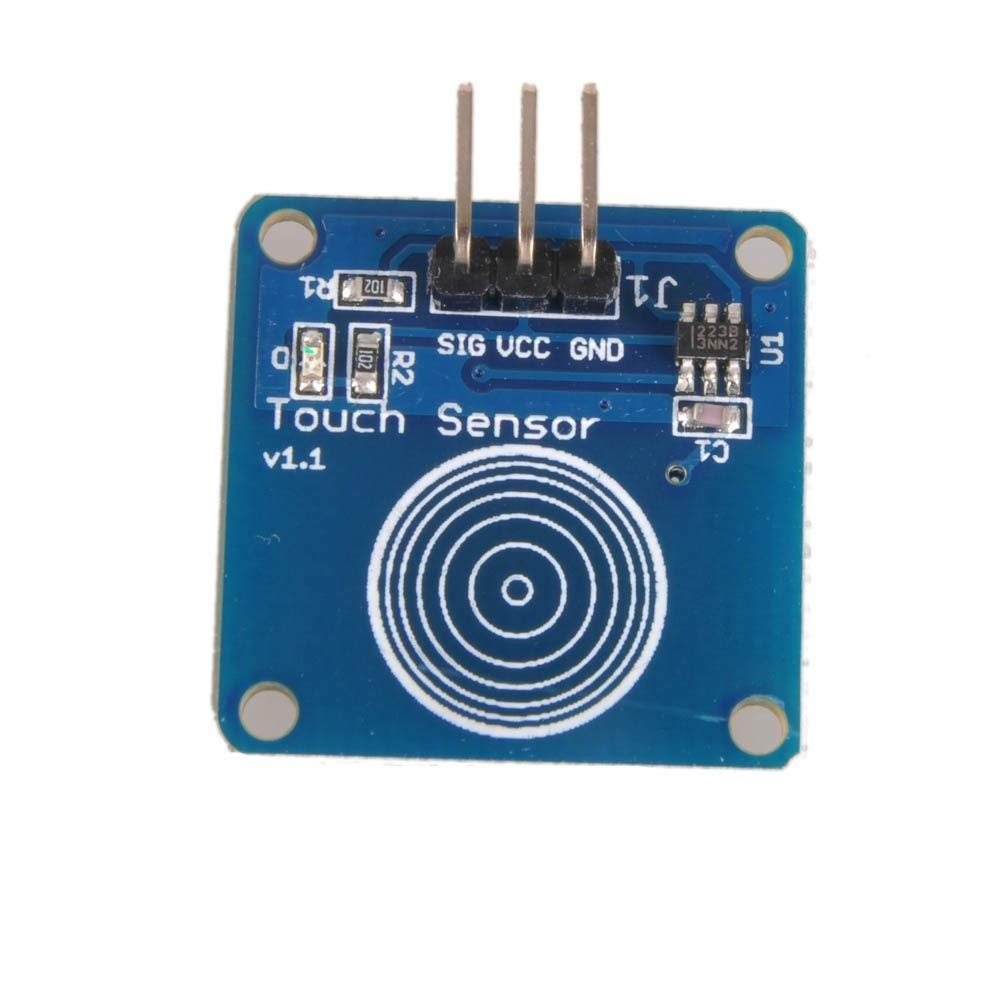 R1
102
J1
SIG VCC GND
223B
3NN2
U1
D
102
R2
Touch Sensor
C1
v1.1